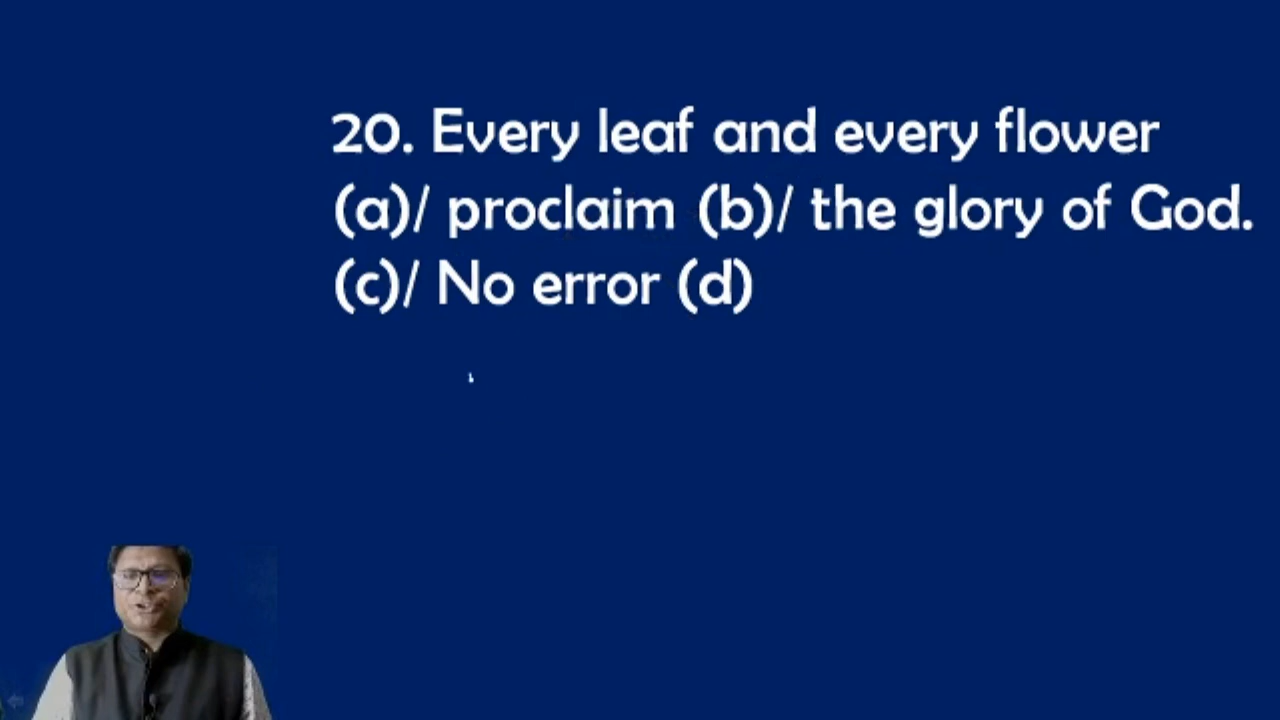 20. Every leaf and every flower
(a)/ proclaim (b)/ the glory of God.
(c)/ No error (d)